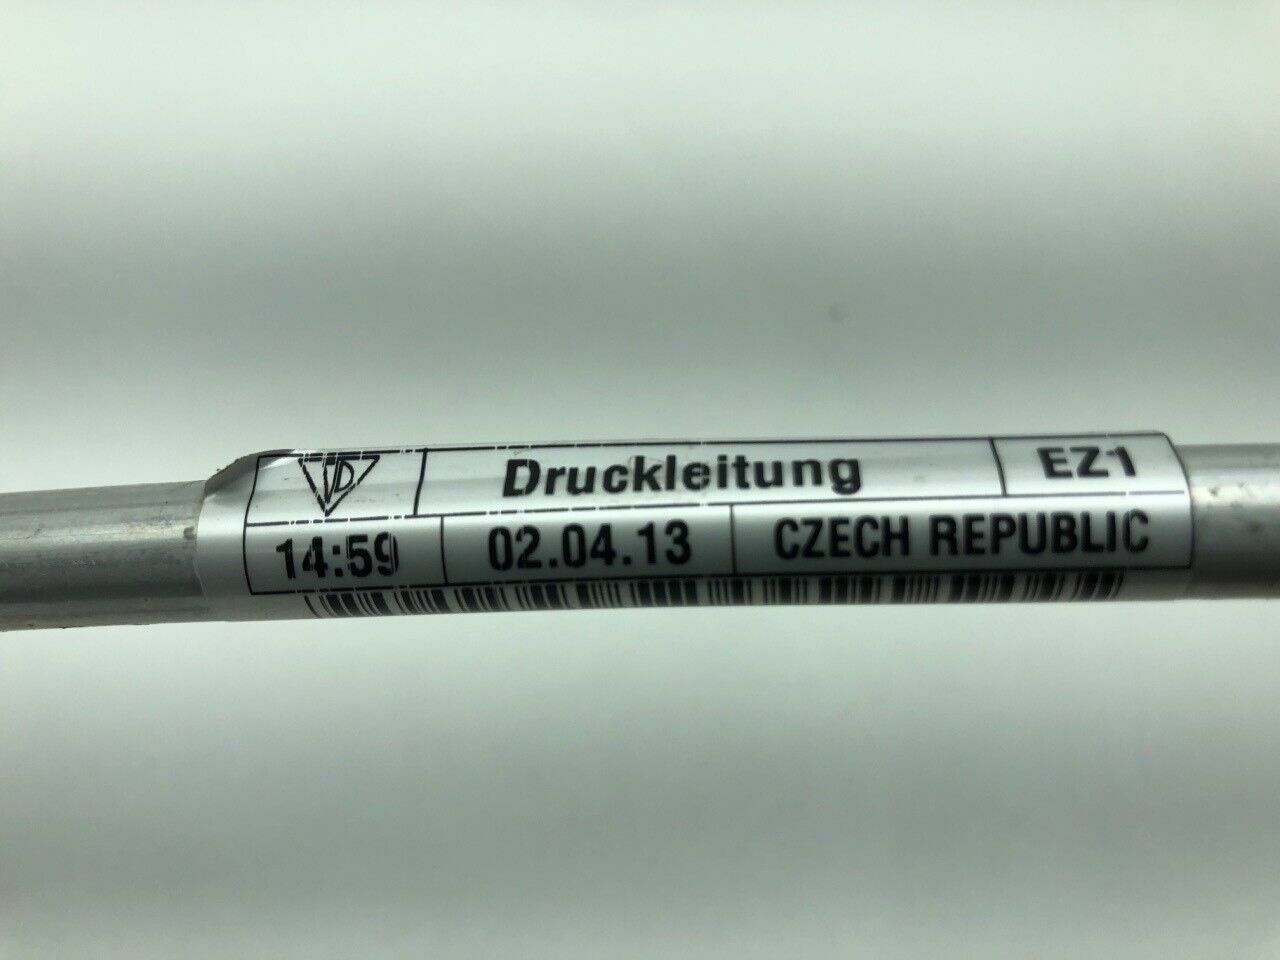 Druckleitung EZ1
14:59 02.04.13 CZECH REPUBLIC